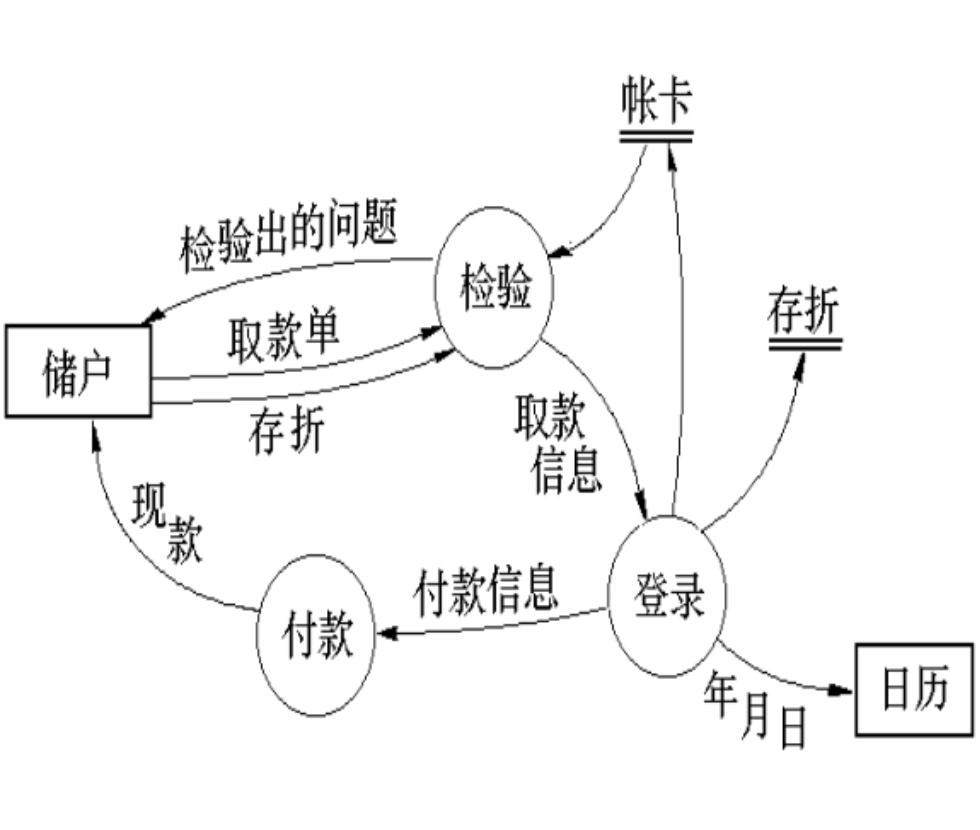 帐卡
检验出的问题
检验
存折
取款单
储户
存折
取款
信息
现款
付款信息
登录
付款
日历
年月日